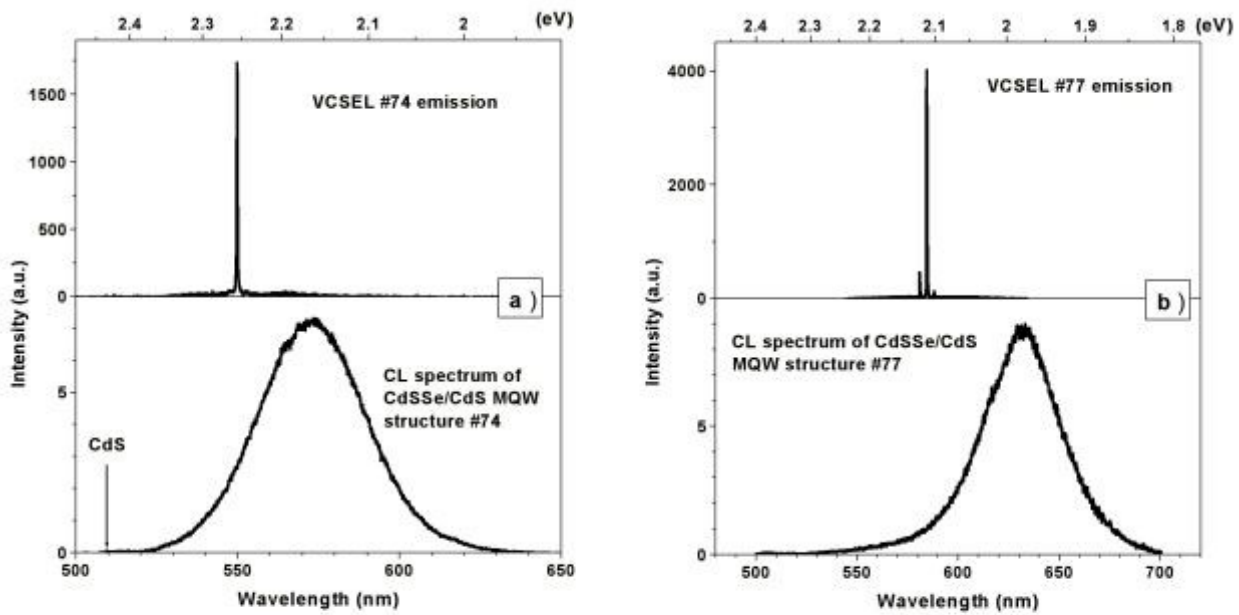 2.4 2.3 2.2 2.1 2 (eV)
VCSEL #74 emission
1500
1000
500
0
a )
Intensity (a.u.)
CL spectrum of
CdSSe/CdS MQW
structure #74
5
CdS
0
500 550 600 650
Wavelength (nm)
2.4 2.3 2.2 2.1 2 1.9 1.8 (eV)
VCSEL #77 emission
4000
2000
0
b )
Intensity (a.u.)
CL spectrum of CdSSe/CdS
MQW structure #77
5
0
500 550 600 650 700
Wavelength (nm)